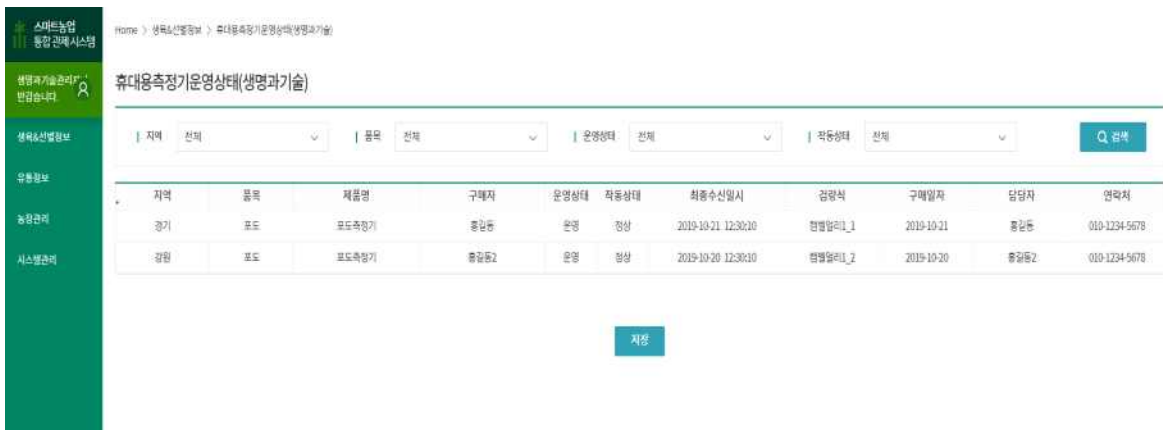 스마트농업
통합관제시스템
Home > 생육&선별정보 > 휴대용측정기운영상태(생명과기술)
생명과기술관리자
반갑습니다.
휴대용측정기운영상태(생명과기술)
생육&선별정보
유통정보
농장관리
시스템관리
지역 전체 품목 전체 운영상태 전체 작동상태 전체 검색
지역 품목 제품명 구매자 운영상태 작동상태 최종수신일시 검량식 구매일자 담당자 연락처
경기 포도 포도측정기 홍길동 운영 정상 2019-10-21 12:30:10 캠벨얼리1_1 2019-10-21 홍길동 010-1234-5678
강원 포도 포도측정기 홍길동2 운영 정상 2019-10-20 12:30:10 캠벨얼리1_2 2019-10-20 홍길동2 010-1234-5678
저장